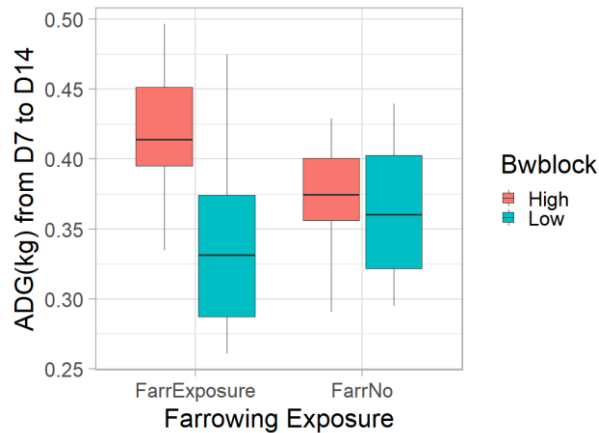 0.50
0.45
0.40
0.35
0.30
0.25
ADG(kg) from D7 to D14
FarrExposure FarrNo
Farrowing Exposure
Bwblock
High
Low